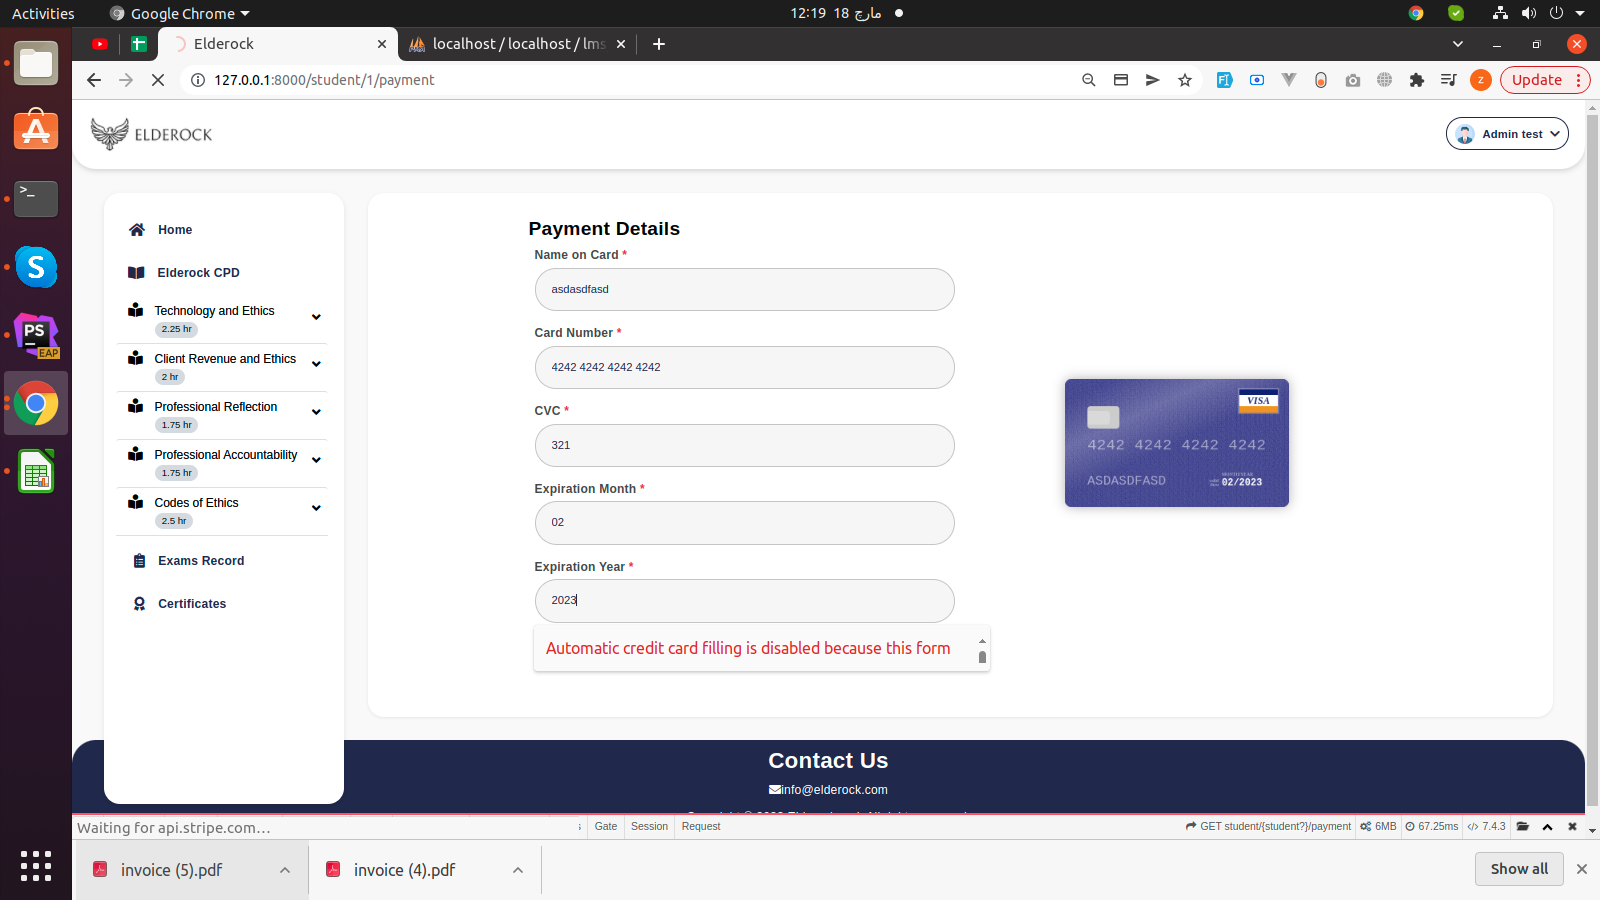 Activities
Google Chrome
12:19 18 مارچ
Elderock
localhost / localhost / lms
127.0.0.1:8000/student/1/payment
z
Update
ELDEROCK
Admin test
Home
Elderock CPD
Technology and Ethics
2.25 hr
Client Revenue and Ethics
2 hr
Professional Reflection
1.75 hr
Professional Accountability
1.75 hr
Codes of Ethics
2.5 hr
Exams Record
Certificates
Payment Details
Name on Card *
asdasdfasd
Card Number *
4242 4242 4242 4242
CVC *
321
Expiration Month *
02
Expiration Year *
2023
Automatic credit card filling is disabled because this form
VISA
4242 4242 4242 4242
MONTH/YEAR
ASDASDFASD
02/2023
PS
EAP
S
Contact Us
info@elderock.com
Waiting for api.stripe.com…
Gate
Session
Request
GET student/{student?}/payment
6MB
67.25ms
7.4.3
invoice (5).pdf
invoice (4).pdf
Show all